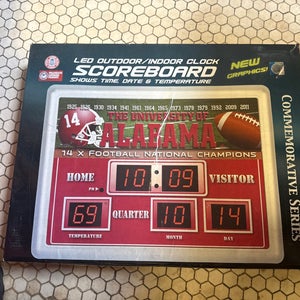 LED OUTDOOR/INDOOR CLOCK
SCOREBOARD
SHOWS TIME, DATE & TEMPERATURE
NEW
GRAPHICS!
1925 1926 1930 1934 1941 1961 1964 1965 1973 1978 1979 1992 2009 2011
14
THE UNIVERSITY OF
ALABAMA
14 X FOOTBALL NATIONAL CHAMPIONS
HOME
10 09
VISITOR
PM
69
QUARTER
10
14
TEMPERATURE
MONTH
DAY
COMMEMORATIVE SERIES